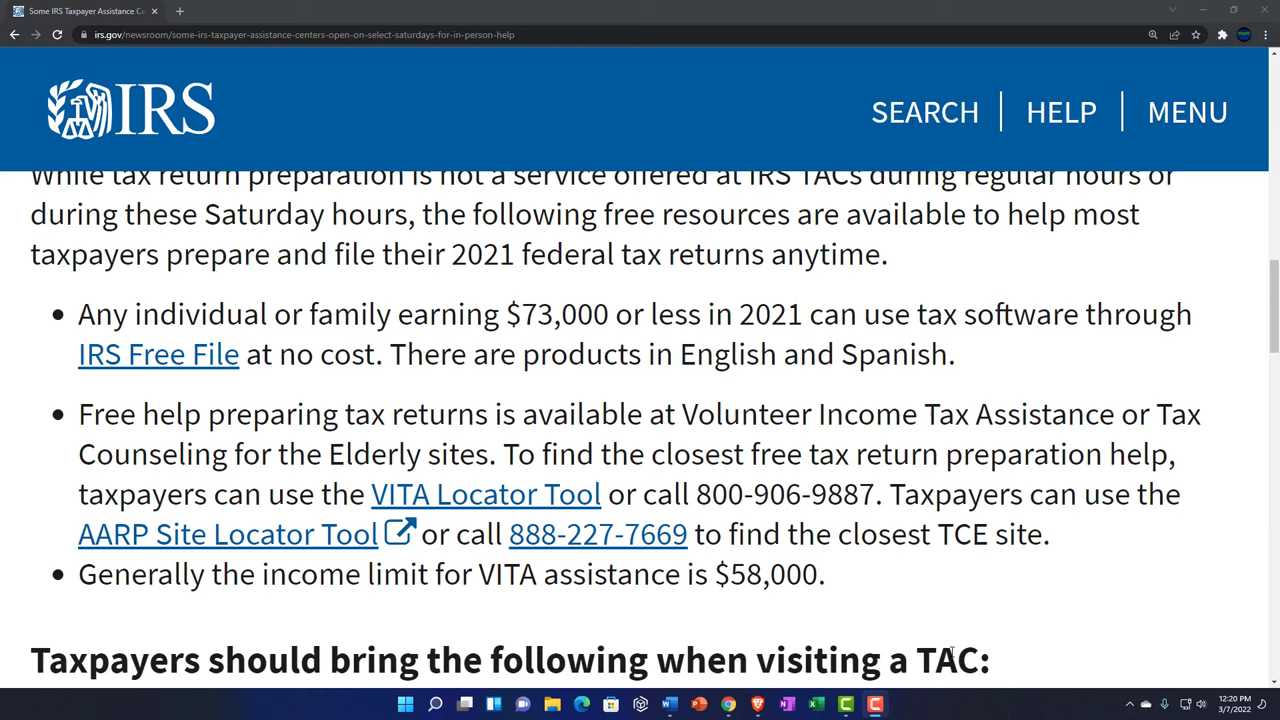 Some IRS Taxpayer Assistance Ce
irs.gov/newsroom/some-irs-taxpayer-assistance-centers-open-on-select-saturdays-for-in-person-help
IRS
SEARCH
HELP
MENU
While tax return preparation is not a service offered at IRS TACs during regular hours or
during these Saturday hours, the following free resources are available to help most
taxpayers prepare and file their 2021 federal tax returns anytime.
Any individual or family earning $73,000 or less in 2021 can use tax software through
IRS Free File at no cost. There are products in English and Spanish.
Free help preparing tax returns is available at Volunteer Income Tax Assistance or Tax
Counseling for the Elderly sites. To find the closest free tax return preparation help,
taxpayers can use the VITA Locator Tool or call 800-906-9887. Taxpayers can use the
AARP Site Locator Tool or call 888-227-7669 to find the closest TCE site.
Generally the income limit for VITA assistance is $58,000.
Taxpayers should bring the following when visiting a TAC:
12:20 PM
3/7/2022